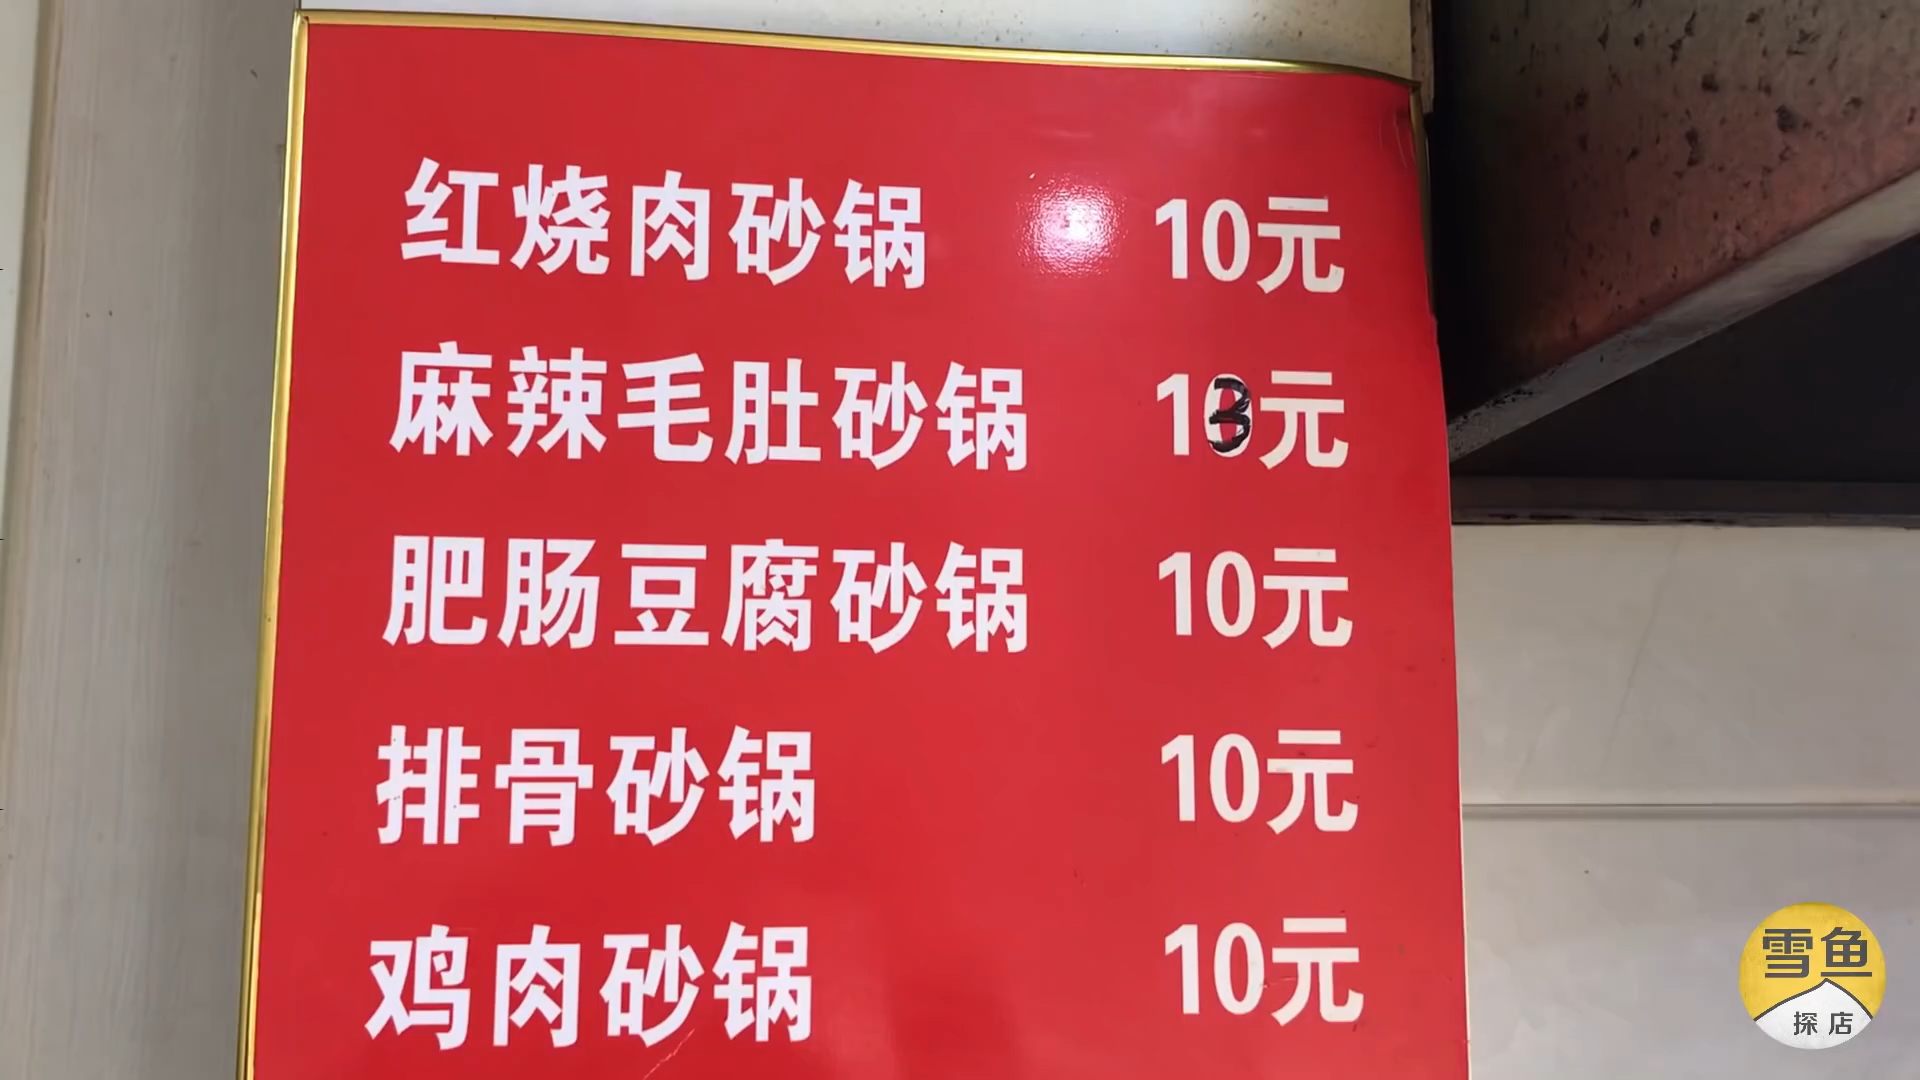 红烧肉砂锅 10元
麻辣毛肚砂锅 13元
肥肠豆腐砂锅 10元
排骨砂锅 10元
鸡肉砂锅 10元
雪鱼
探店